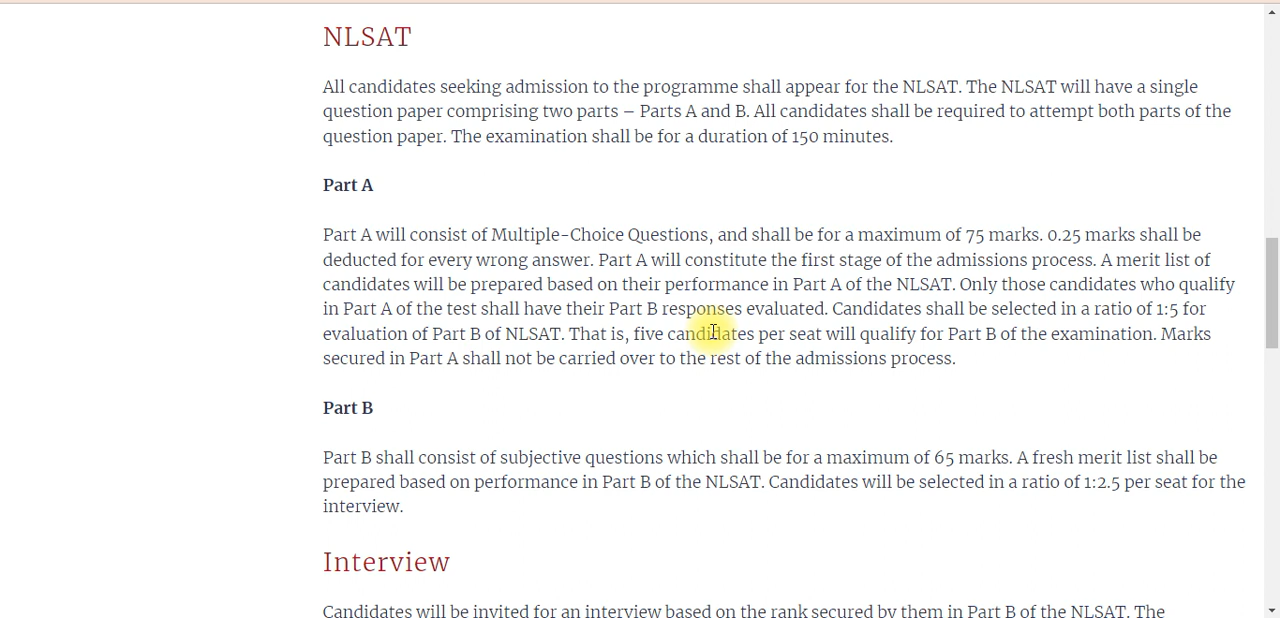 NLSAT
All candidates seeking admission to the programme shall appear for the NLSAT. The NLSAT will have a single
question paper comprising two parts – Parts A and B. All candidates shall be required to attempt both parts of the
question paper. The examination shall be for a duration of 150 minutes.
Part A
Part A will consist of Multiple-Choice Questions, and shall be for a maximum of 75 marks. 0.25 marks shall be
deducted for every wrong answer. Part A will constitute the first stage of the admissions process. A merit list of
candidates will be prepared based on their performance in Part A of the NLSAT. Only those candidates who qualify
in Part A of the test shall have their Part B responses evaluated. Candidates shall be selected in a ratio of 1:5 for
evaluation of Part B of NLSAT. That is, five candidates per seat will qualify for Part B of the examination. Marks
secured in Part A shall not be carried over to the rest of the admissions process.
Part B
Part B shall consist of subjective questions which shall be for a maximum of 65 marks. A fresh merit list shall be
prepared based on performance in Part B of the NLSAT. Candidates will be selected in a ratio of 1:2.5 per seat for the
interview.
Interview
Candidates will be invited for an interview based on the rank secured by them in Part B of the NLSAT. The